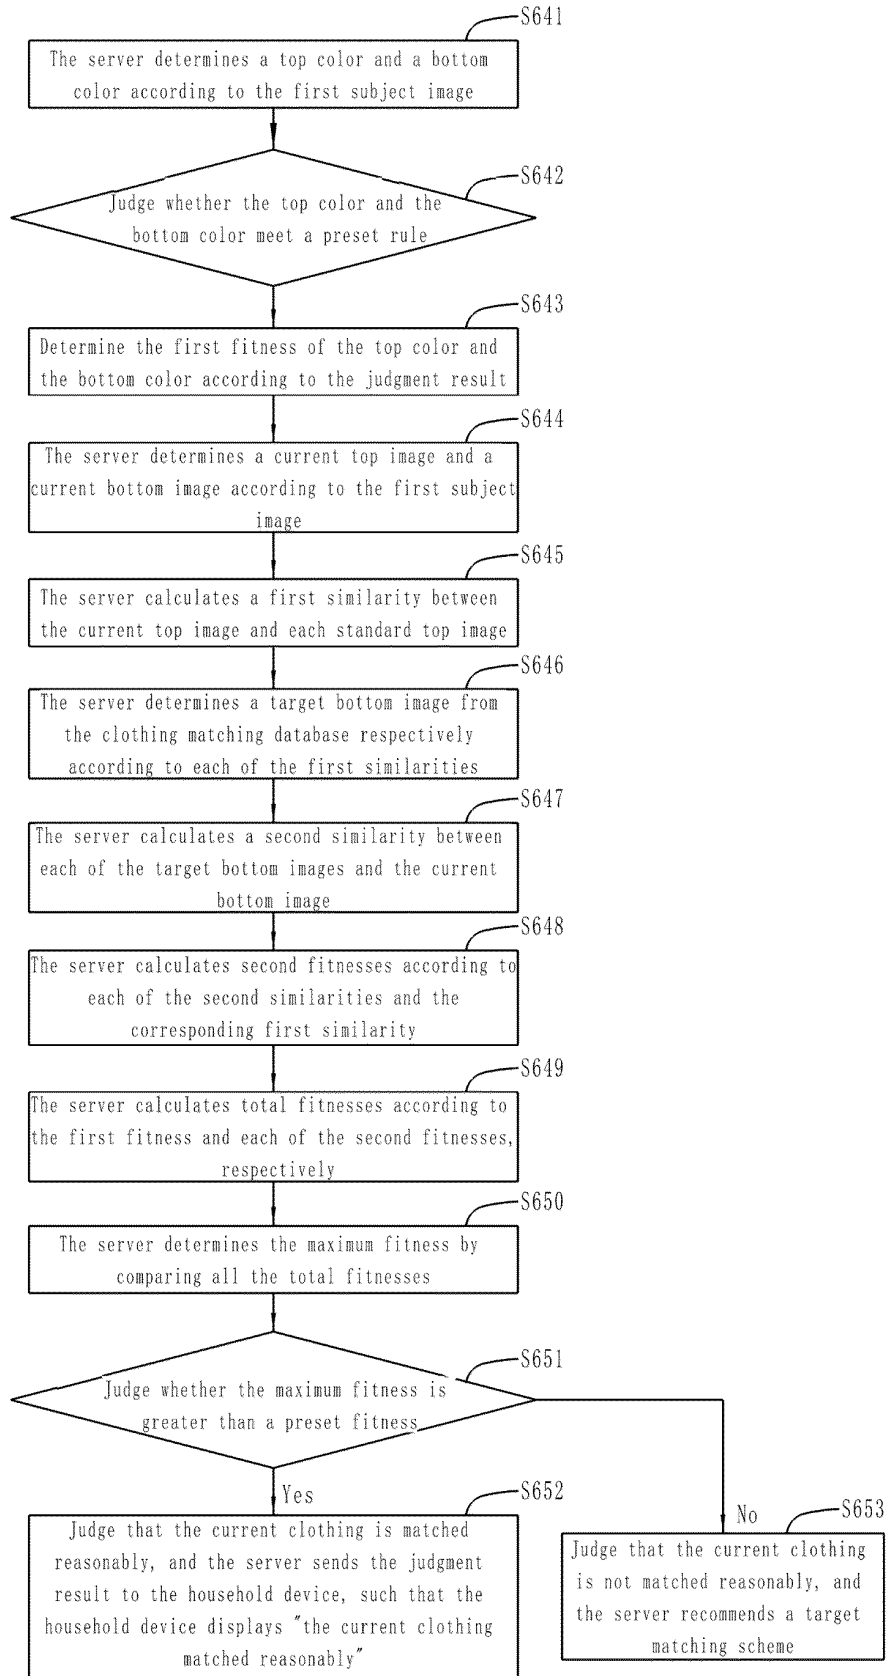 S641
The server determines a top color and a bottom
color according to the first subject image
S642
Judge whether the top color and the
bottom color meet a preset rule
S643
Determine the first fitness of the top color and
the bottom color according to the judgment result
S644
The server determines a current top image and a
current bottom image according to the first subject
image
S645
The server calculates a first similarity between
the current top image and each standard top image
S646
The server determines a target bottom image from
the clothing matching database respectively
according to each of the first similarities
S647
The server calculates a second similarity between
each of the target bottom images and the current
bottom image
S648
The server calculates second fitnesses according to
each of the second similarities and the
corresponding first similarity
S649
The server calculates total fitnesses according to
the first fitness and each of the second fitnesses,
respectively
S650
The server determines the maximum fitness by
comparing all the total fitnesses
S651
Judge whether the maximum fitness is
greater than a preset fitness
Yes
S652
Judge that the current clothing is matched
reasonably, and the server sends the judgment
result to the household device, such that the
household device displays "the current clothing
matched reasonably"
No
S653
Judge that the current clothing
is not matched reasonably, and
the server recommends a target
matching scheme